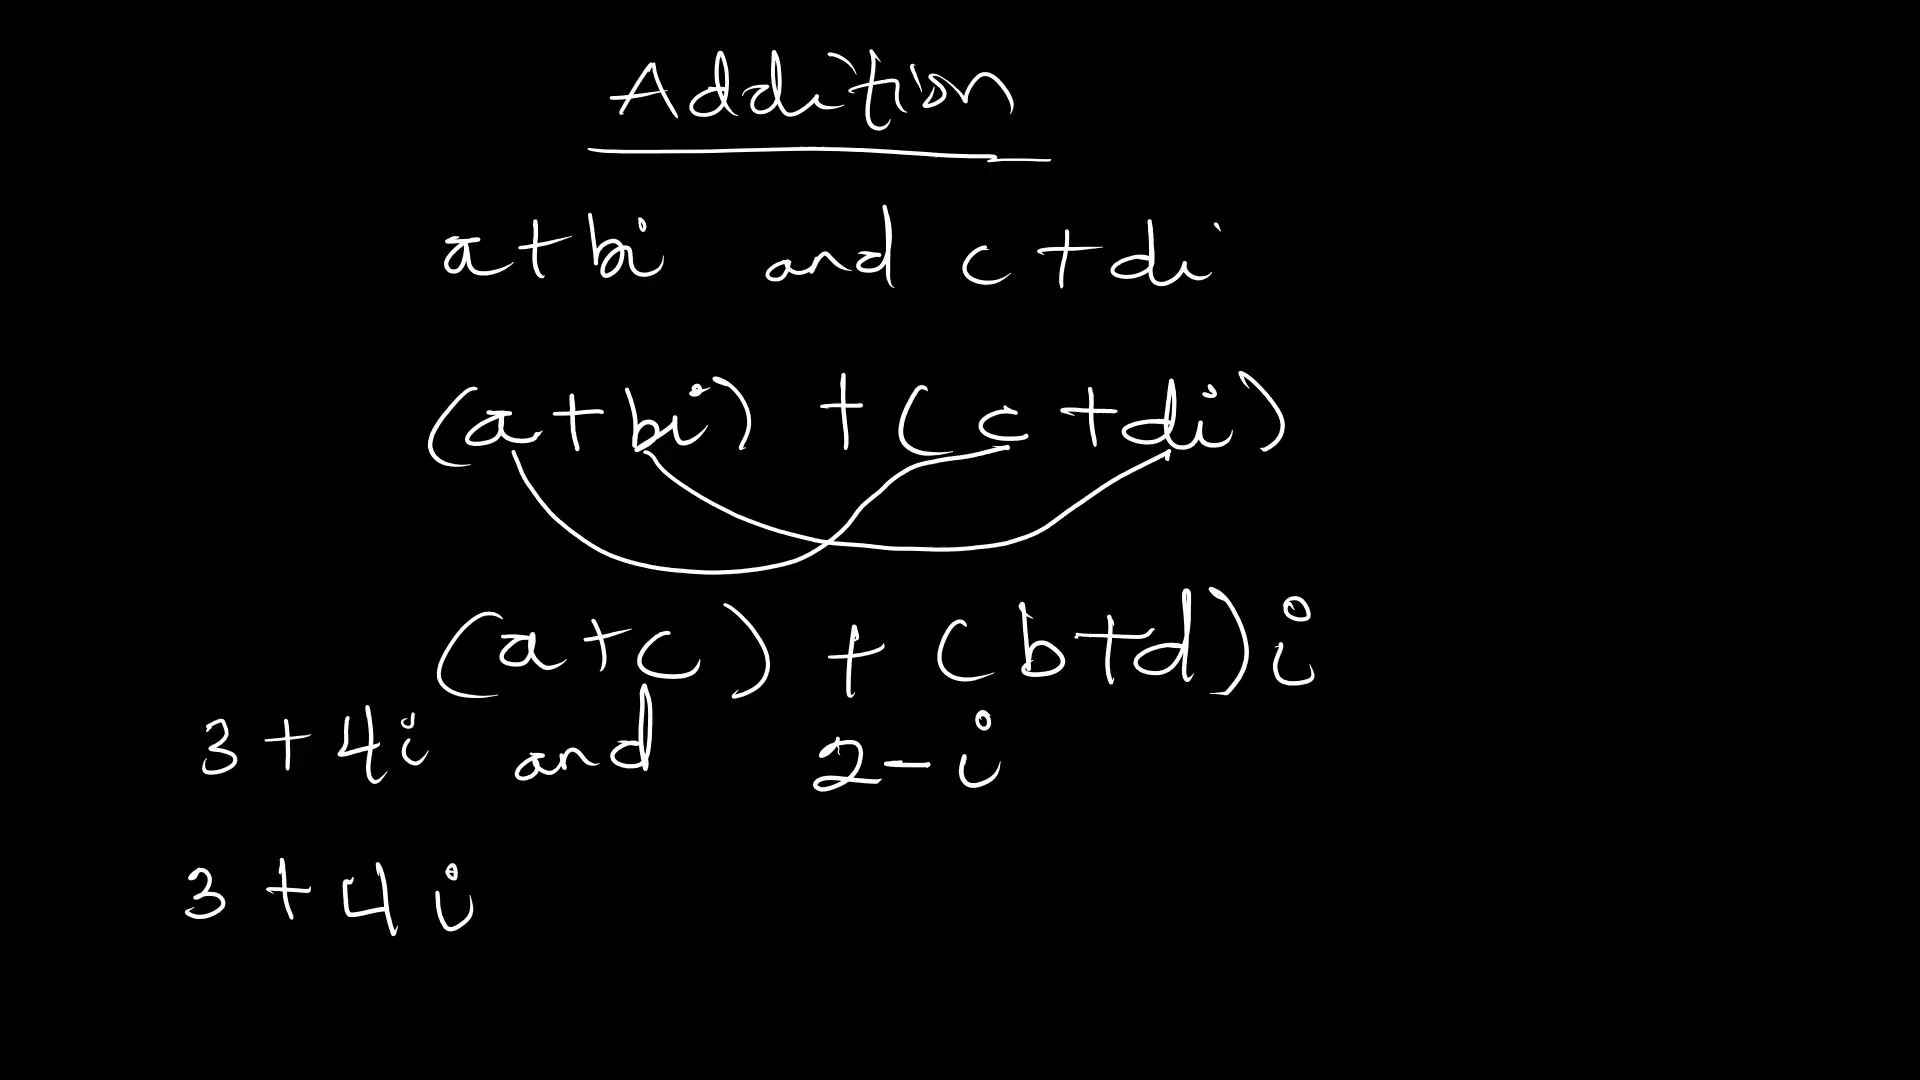 Addition
a+bi and c+di
(a+bi) + (c+di)
(a+c) + (b+d)i
3+4i and 2-i
3+4i